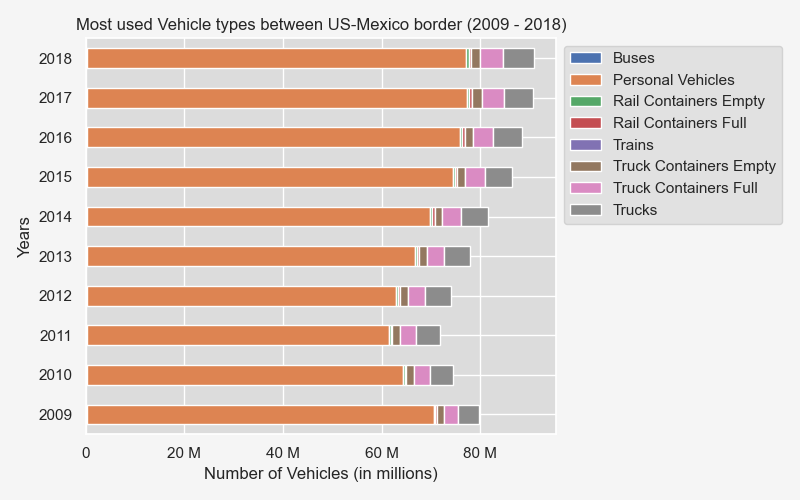 Most used Vehicle types between US-Mexico border (2009 - 2018)
2018
2017
2016
2015
2014
2013
2012
2011
2010
2009
Years
0
20 M
40 M
60 M
80 M
Number of Vehicles (in millions)
Buses
Personal Vehicles
Rail Containers Empty
Rail Containers Full
Trains
Truck Containers Empty
Truck Containers Full
Trucks